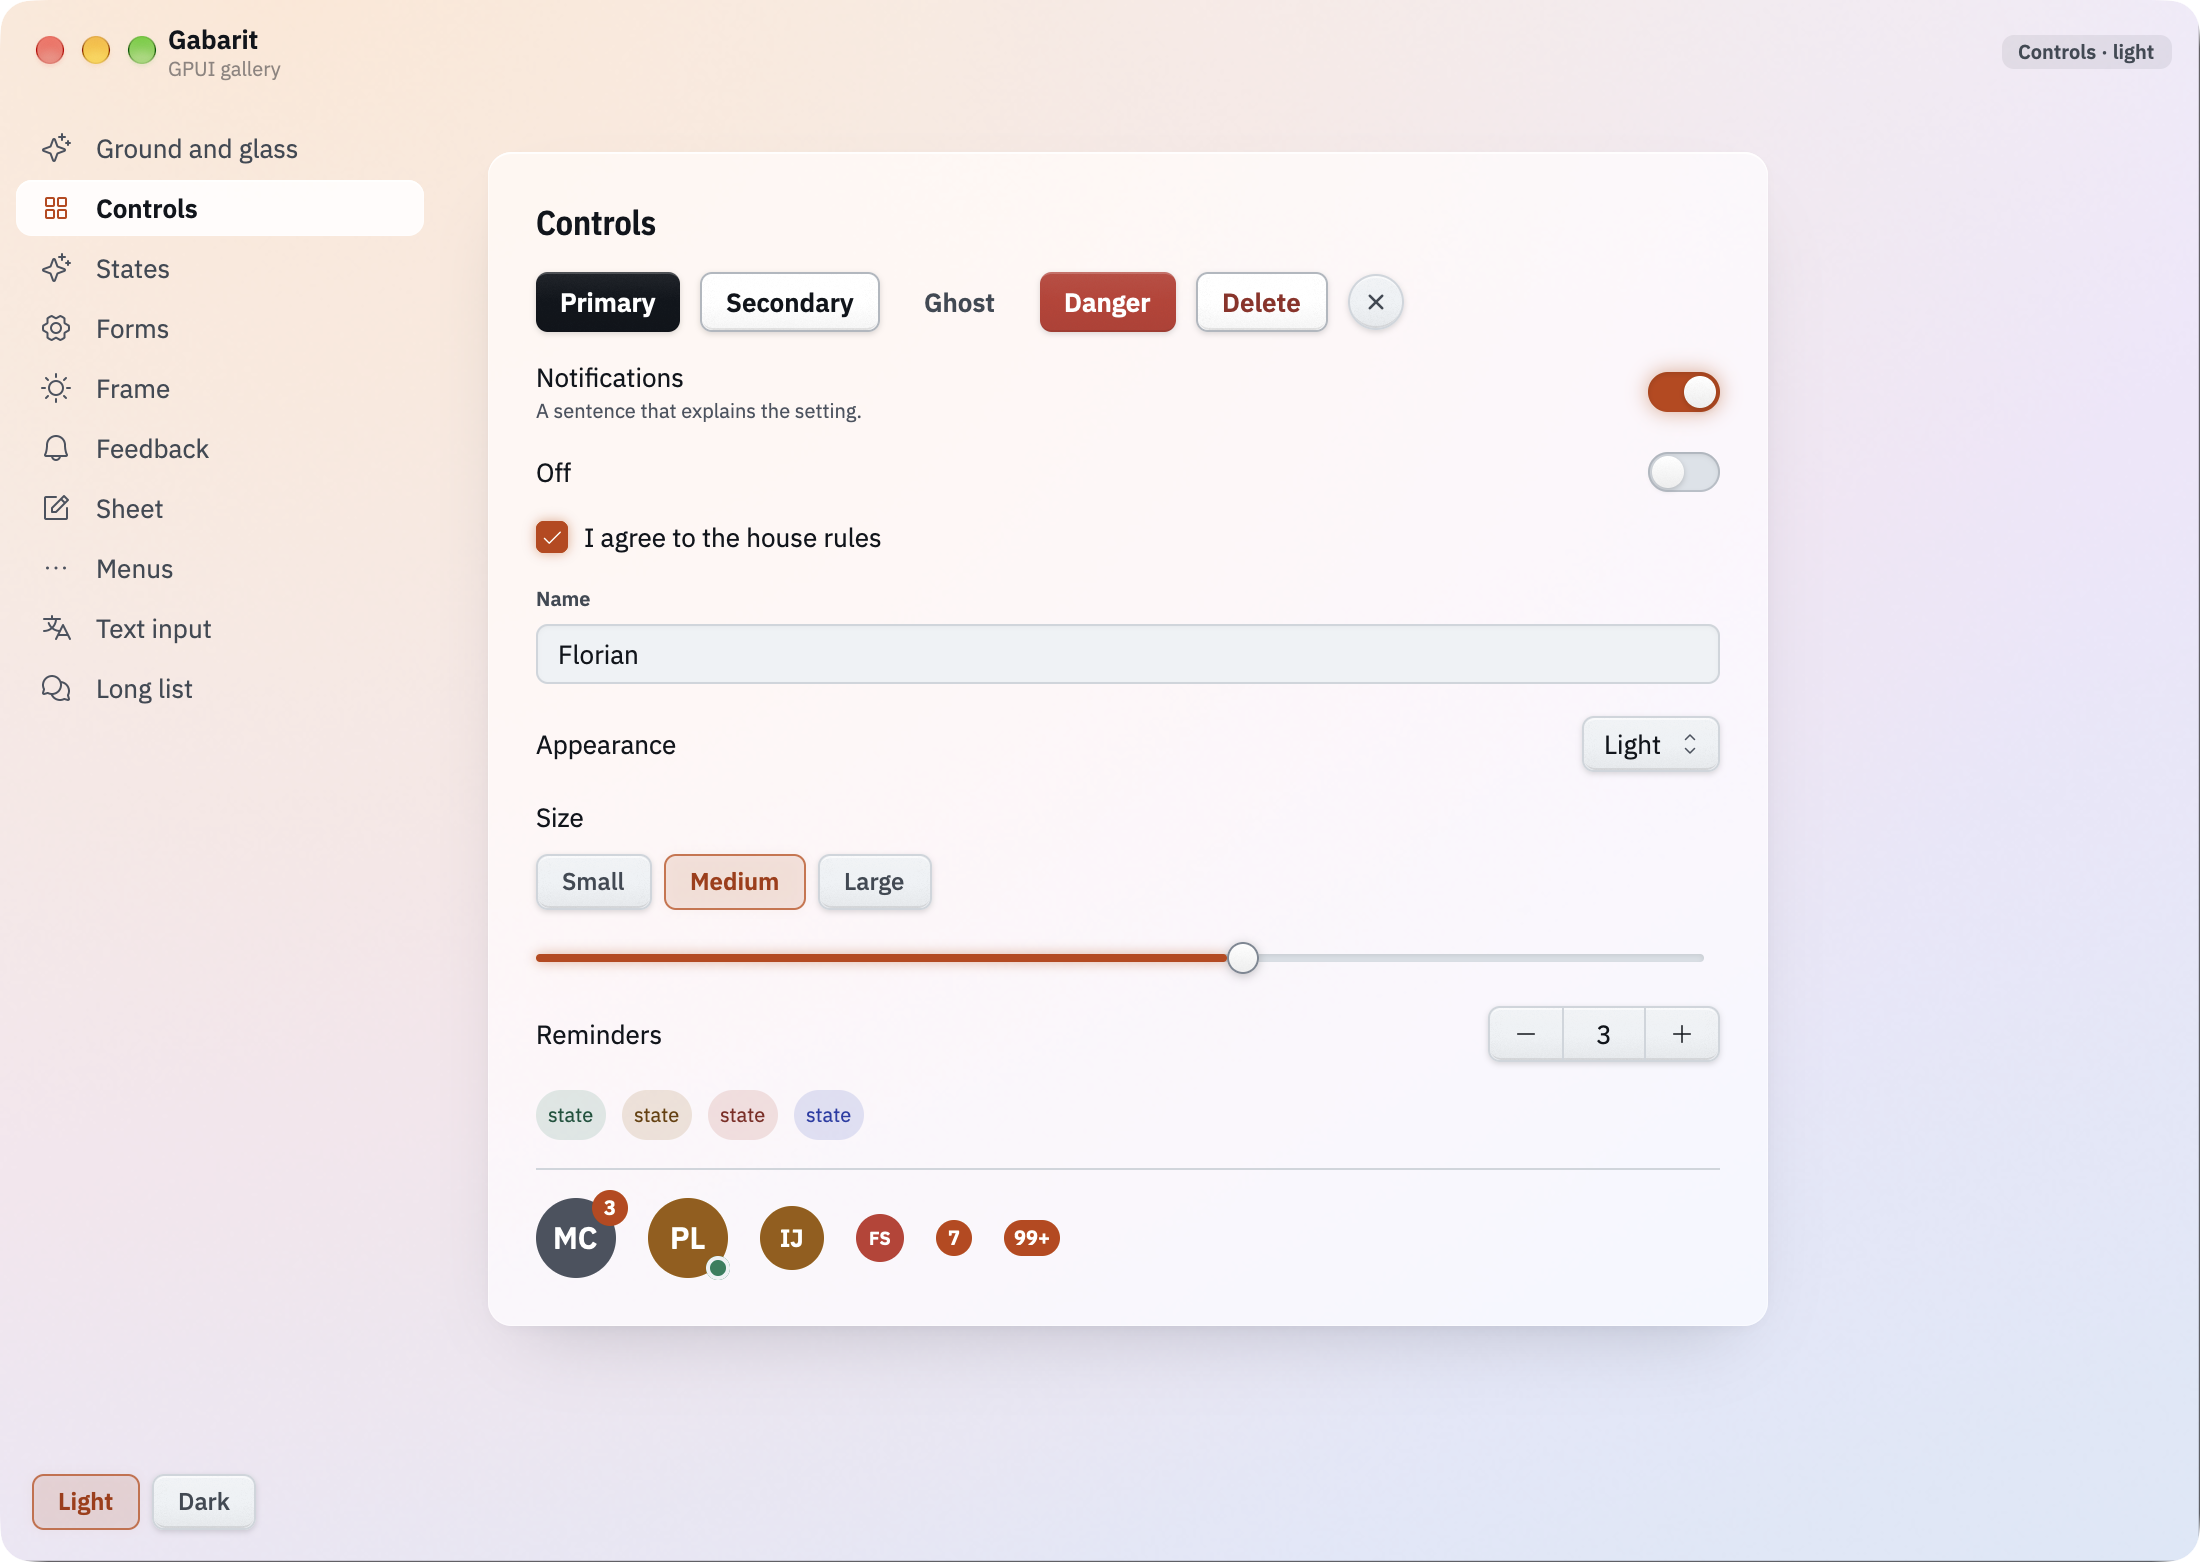 Gabarit
GPUI gallery
Controls · light
Ground and glass
Controls
States
Forms
Frame
Feedback
Sheet
Menus
Text input
Long list
Controls
Primary Secondary Ghost Danger Delete
Notifications
A sentence that explains the setting.
Off
I agree to the house rules
Name
Florian
Appearance Light
Size
Small Medium Large
Reminders 3
state state state state
MC 3 PL IJ FS 7 99+
Light Dark